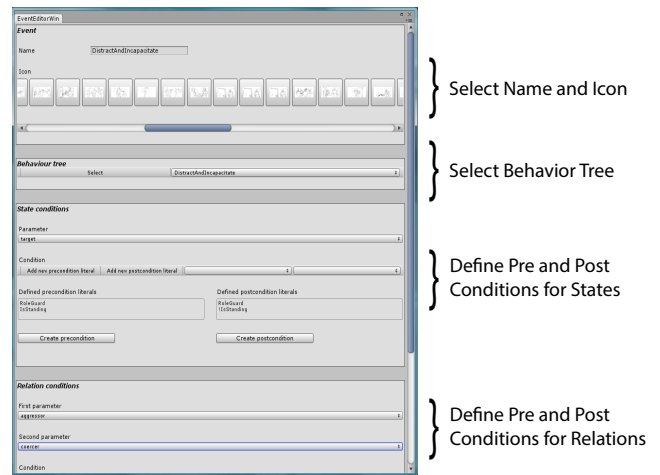 EventEditorWin
Event
Name DistractAndIncapacitate
Icon
Select Name and Icon
Behaviour tree
Select DistractAndIncapacitate
Select Behavior Tree
State conditions
Parameter
target
Condition
Add new precondition literal Add new postcondition literal
Defined precondition literals Defined postcondition literals
RoleGuard RoleGuard
IsStanding !IsStanding
Create precondition Create postcondition
Define Pre and Post
Conditions for States
Relation conditions
First parameter
aggressor
Second parameter
coercer
Condition
Define Pre and Post
Conditions for Relations